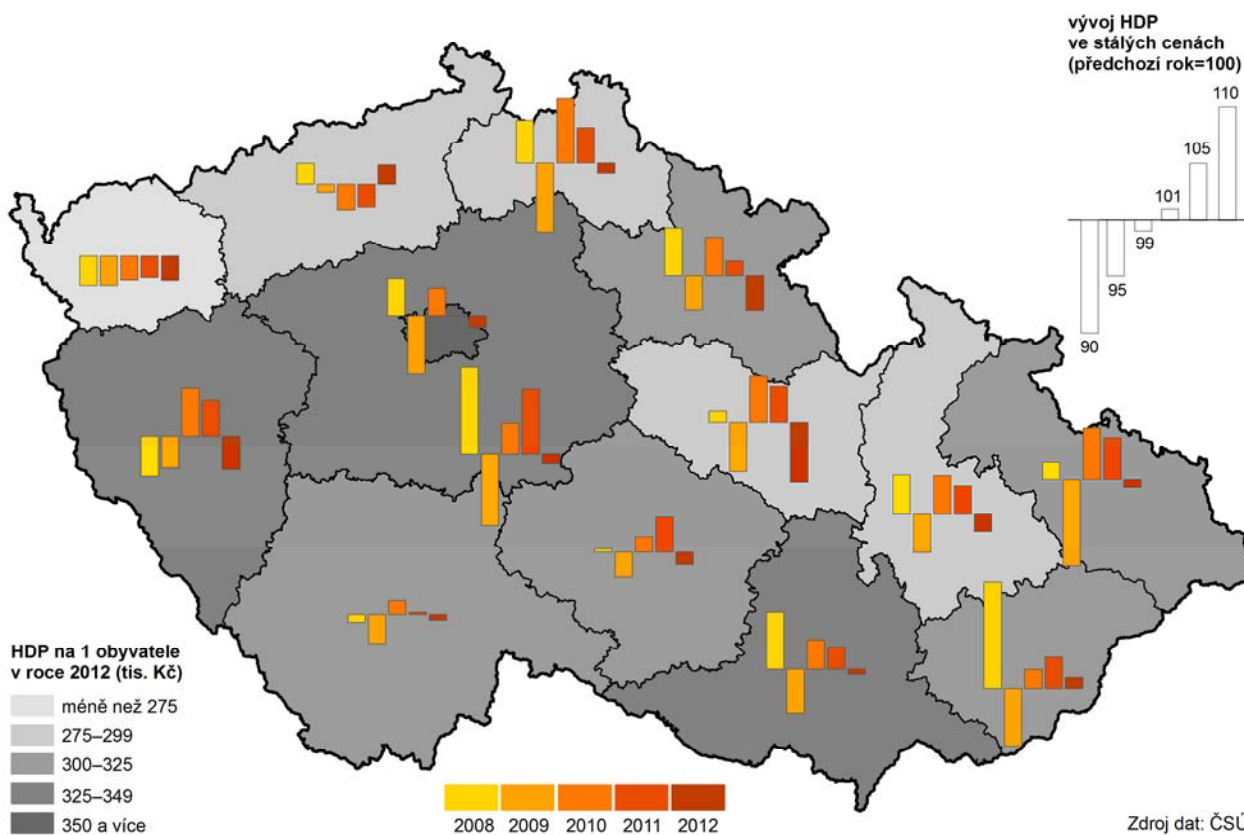 vývoj HDP
ve stálých cenách
(předchozí rok=100)
110
105
101
99
95
90
HDP na 1 obyvatele
v roce 2012 (tis. Kč)
méně než 275
275–299
300–325
325–349
350 a více
2008 2009 2010 2011 2012
Zdroj dat: ČSÚ